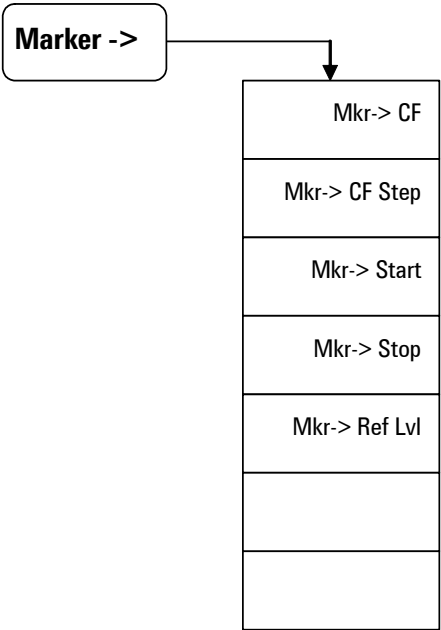 Marker ->
Mkr-> CF
Mkr-> CF Step
Mkr-> Start
Mkr-> Stop
Mkr-> Ref Lvl